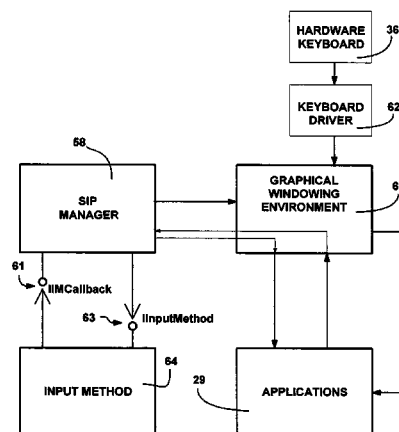 HARDWARE
KEYBOARD
36
KEYBOARD
DRIVER
62
58
SIP
MANAGER
GRAPHICAL
WINDOWING
ENVIRONMENT
61
IIMCallback
63
IInputMethod
INPUT METHOD
64
29
APPLICATIONS